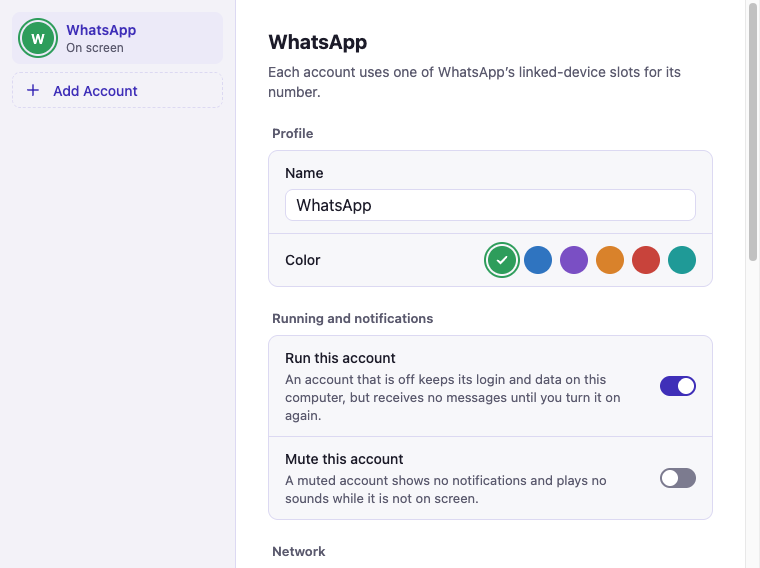 W
WhatsApp
On screen
+ Add Account
WhatsApp
Each account uses one of WhatsApp’s linked-device slots for its
number.
Profile
Name
WhatsApp
Color
Running and notifications
Run this account
An account that is off keeps its login and data on this
computer, but receives no messages until you turn it on
again.
Mute this account
A muted account shows no notifications and plays no
sounds while it is not on screen.
Network